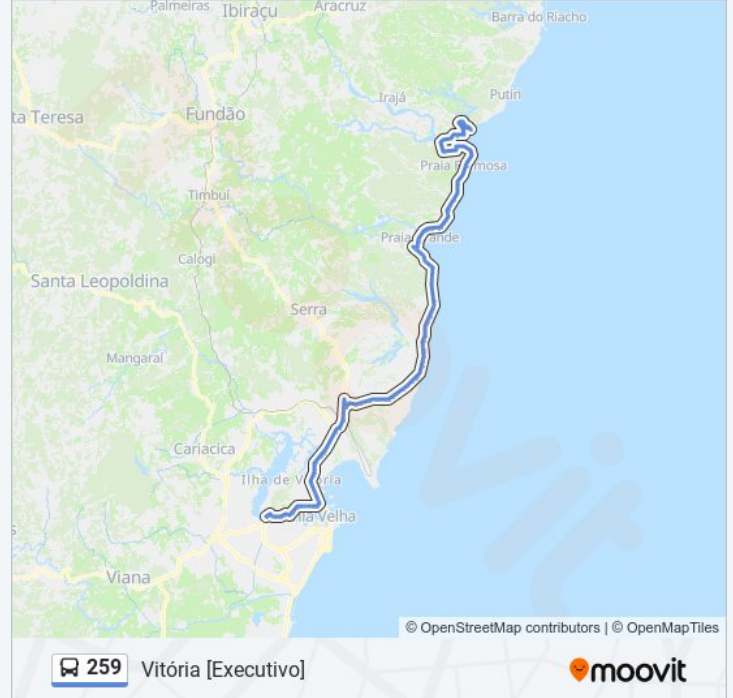 Palmeiras
Ibiraçu
Aracruz
Barra do Riacho
Irajá
Putiri
ta Teresa
Fundão
Praia Formosa
Timbuí
Praia Grande
Calogi
Santa Leopoldina
Serra
Mangaraí
Cariacica
Ilha de Vitória
Vila Velha
s
Viana
© OpenStreetMap contributors | © OpenMapTiles
259 Vitória [Executivo]
moovit